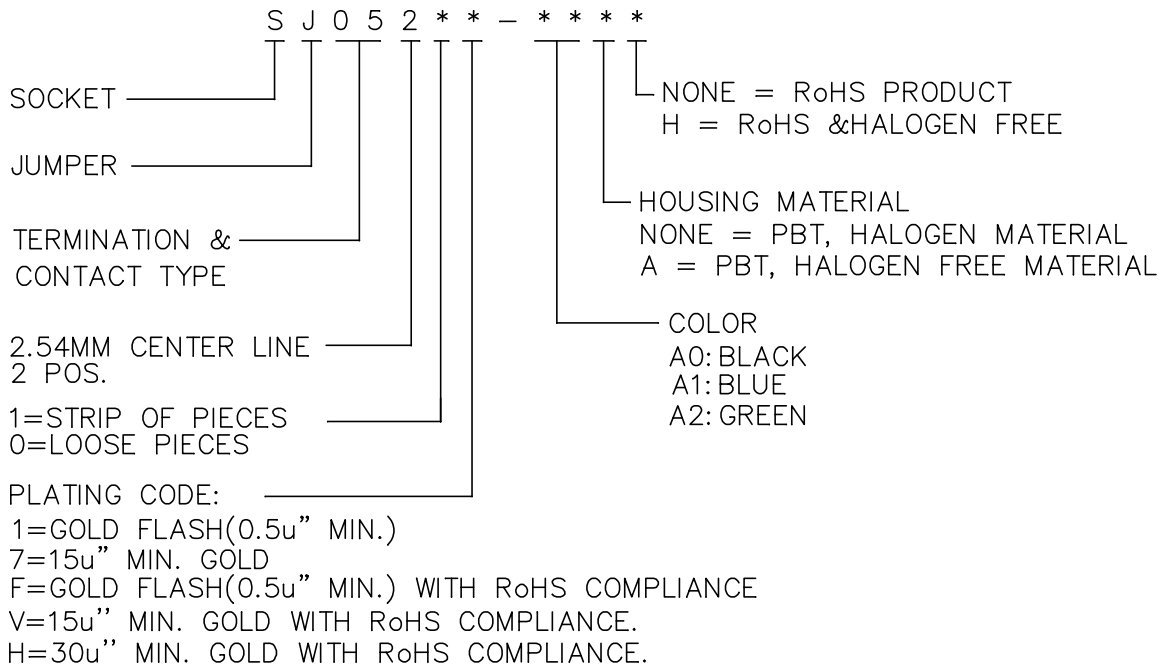 S J 0 5 2 * * - * * * *
SOCKET
JUMPER
TERMINATION &
CONTACT TYPE
2.54MM CENTER LINE
2 POS.
1=STRIP OF PIECES
0=LOOSE PIECES
PLATING CODE:
1=GOLD FLASH(0.5u” MIN.)
7=15u” MIN. GOLD
F=GOLD FLASH(0.5u” MIN.) WITH RoHS COMPLIANCE
V=15u'' MIN. GOLD WITH RoHS COMPLIANCE.
H=30u'' MIN. GOLD WITH RoHS COMPLIANCE.
NONE = RoHS PRODUCT
H = RoHS &HALOGEN FREE
HOUSING MATERIAL
NONE = PBT, HALOGEN MATERIAL
A = PBT, HALOGEN FREE MATERIAL
COLOR
A0: BLACK
A1: BLUE
A2: GREEN